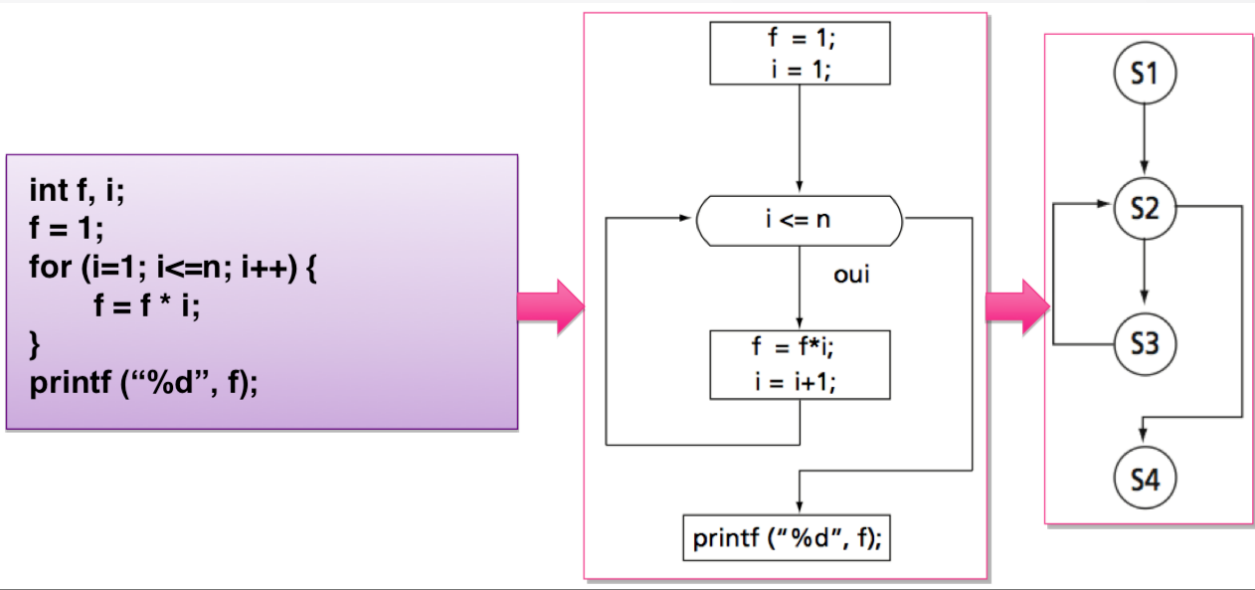 int f, i;
f = 1;
for (i=1; i<=n; i++) {
f = f * i;
}
printf (“%d”, f);
f = 1;
i = 1;
i <= n
oui
f = f*i;
i = i+1;
printf (“%d”, f);
S1
S2
S3
S4